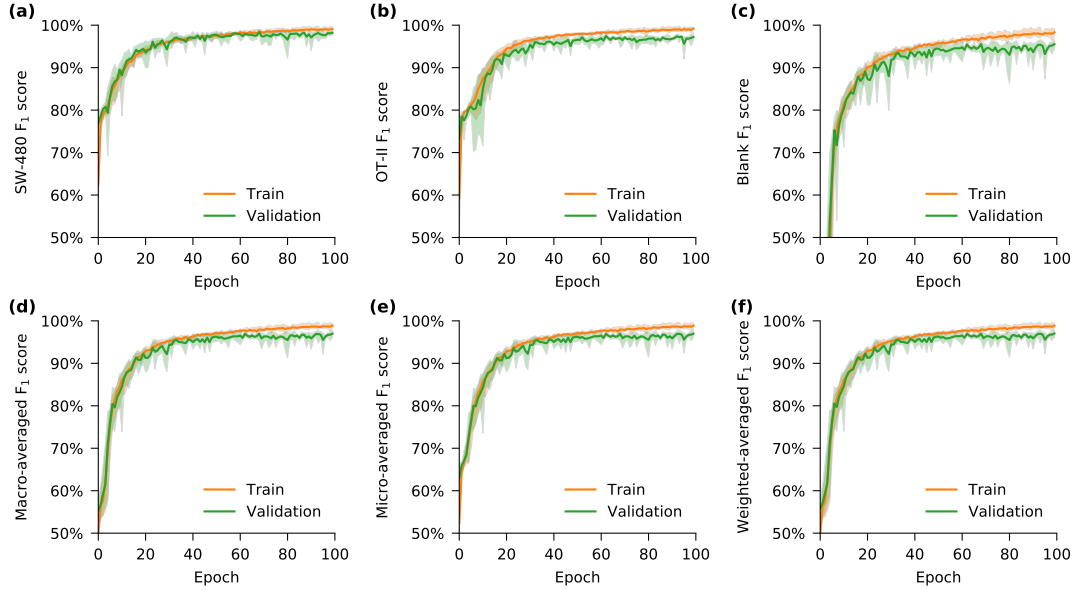 (a)
100%
90%
80%
70%
60%
50%
SW-480 F1 score
Train
Validation
0 20 40 60 80 100
Epoch
(b)
100%
90%
80%
70%
60%
50%
OT-II F1 score
Train
Validation
0 20 40 60 80 100
Epoch
(c)
100%
90%
80%
70%
60%
50%
Blank F1 score
Train
Validation
0 20 40 60 80 100
Epoch
(d)
100%
90%
80%
70%
60%
50%
Macro-averaged F1 score
Train
Validation
0 20 40 60 80 100
Epoch
(e)
100%
90%
80%
70%
60%
50%
Micro-averaged F1 score
Train
Validation
0 20 40 60 80 100
Epoch
(f)
100%
90%
80%
70%
60%
50%
Weighted-averaged F1 score
Train
Validation
0 20 40 60 80 100
Epoch